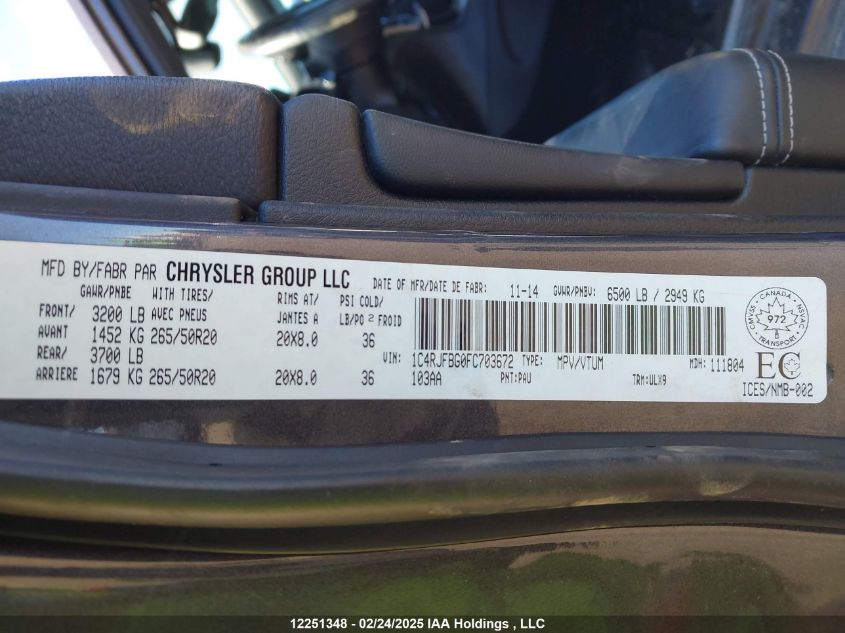 MFD BY/FABR PAR CHRYSLER GROUP LLC DATE OF MFR/DATE DE FABR: 11-14 GVWR/PNBV: 6500 LB / 2949 KG
GAWR/PNBE WITH TIRES/ RIMS AT/ PSI COLD/
FRONT/ 3200 LB AVEC PNEUS JANTES A LB/PO 2 FROID
AVANT 1452 KG 265/50R20 20X8.0 36
REAR/ 3700 LB
ARRIERE 1679 KG 265/50R20 20X8.0 36
VIN: 1C4RJFBG0FC703672 TYPE: MPV/VTUM MDH: 111804
103AA PNT:PAU TRM:ULX9
CANADA
CMVSS NSVAC
972
TRANSPORT
EC
ICES/NMB-002
12251348 - 02/24/2025 IAA Holdings , LLC